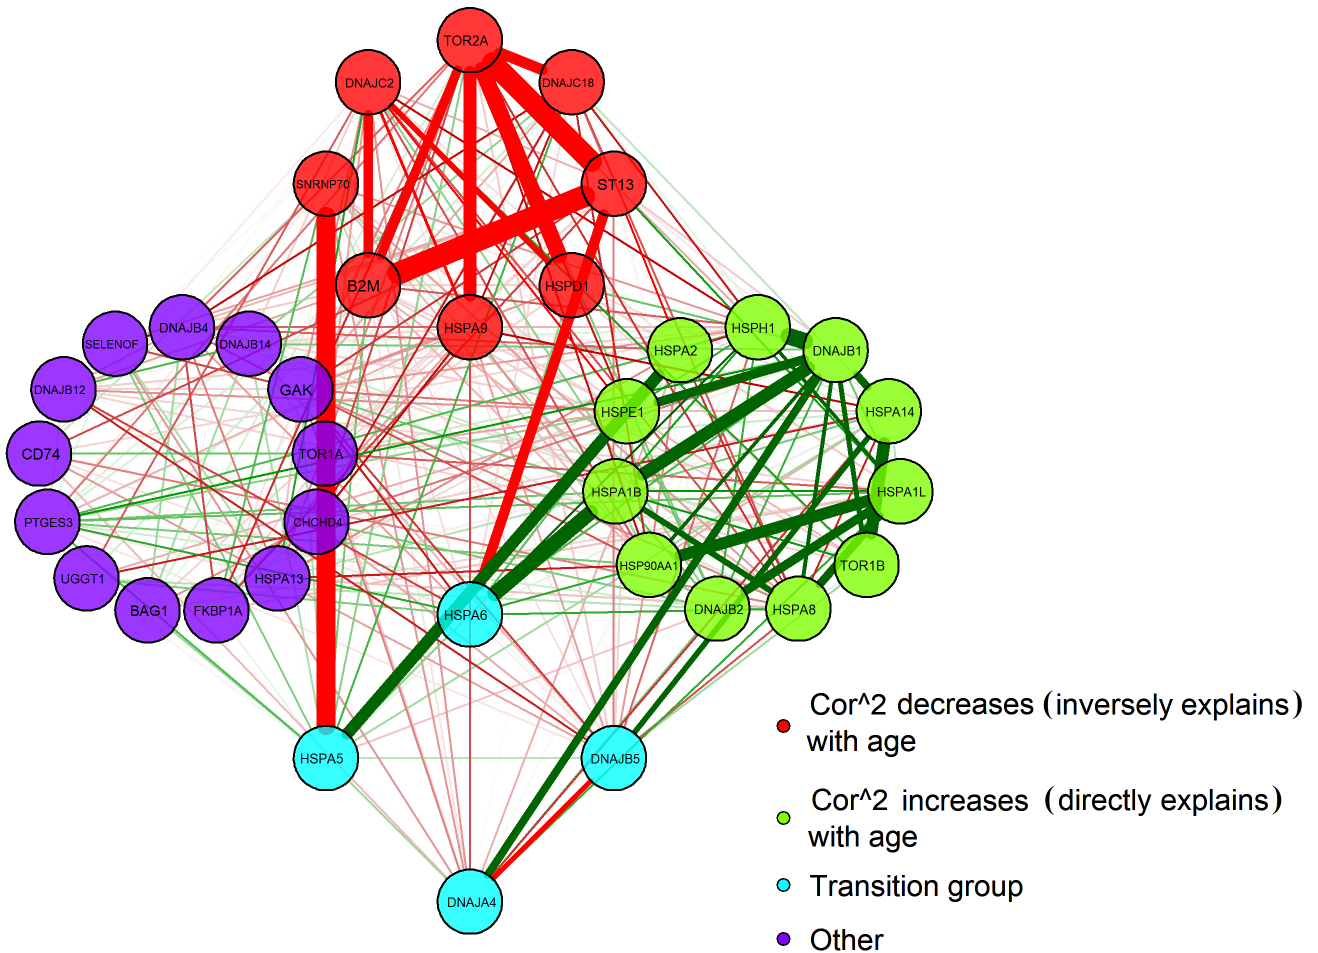 TOR2A
DNAJC2
DNAJC18
SNRNP70
ST13
B2M
HSPD1
HSPA9
DNAJB4
SELENOF
DNAJB14
DNAJB12
GAK
CD74
TOR1A
PTGES3
CHCHD4
UGGT1
HSPA13
BAG1
FKBP1A
HSPH1
HSPA2
DNAJB1
HSPE1
HSPA14
HSPA1B
HSPA1L
HSP90AA1
TOR1B
DNAJB2
HSPA8
HSPA6
HSPA5
DNAJB5
DNAJA4
Cor^2 decreases (inversely explains)
with age
Cor^2 increases (directly explains)
with age
Transition group
Other